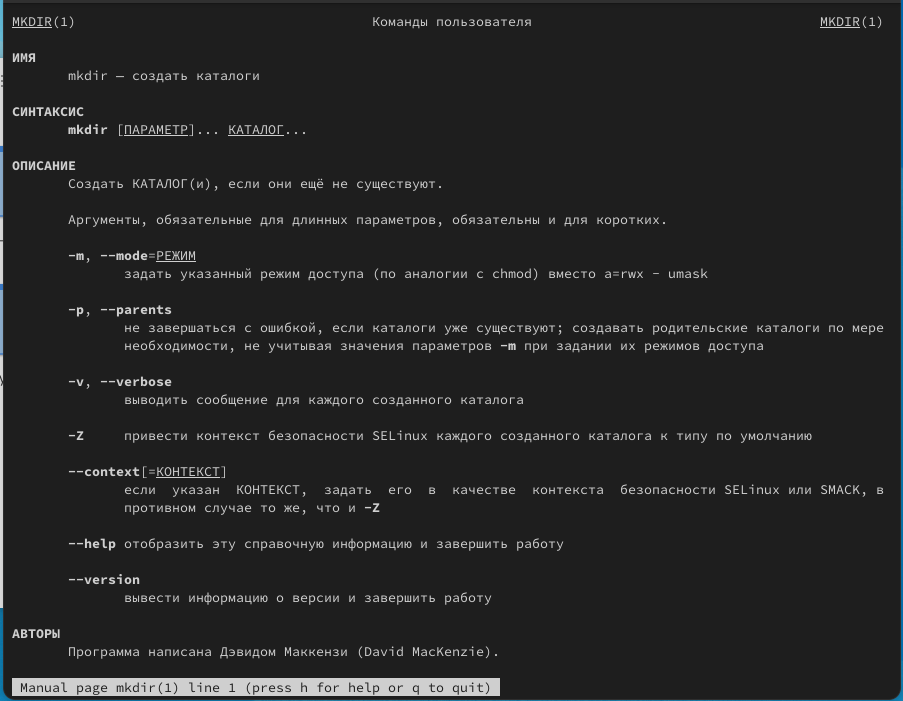 MKDIR(1) Команды пользователя MKDIR(1)
ИМЯ
mkdir — создать каталоги
СИНТАКСИС
mkdir [ПАРАМЕТР]... КАТАЛОГ...
ОПИСАНИЕ
Создать КАТАЛОГ(и), если они ещё не существуют.
Аргументы, обязательные для длинных параметров, обязательны и для коротких.
-m, --mode=РЕЖИМ
задать указанный режим доступа (по аналогии с chmod) вместо a=rwx - umask
-p, --parents
не завершаться с ошибкой, если каталоги уже существуют; создавать родительские каталоги по мере
необходимости, не учитывая значения параметров -m при задании их режимов доступа
-v, --verbose
выводить сообщение для каждого созданного каталога
-Z привести контекст безопасности SELinux каждого созданного каталога к типу по умолчанию
--context[=КОНТЕКСТ]
если указан КОНТЕКСТ, задать его в качестве контекста безопасности SELinux или SMACK, в
противном случае то же, что и -Z
--help отобразить эту справочную информацию и завершить работу
--version
вывести информацию о версии и завершить работу
АВТОРЫ
Программа написана Дэвидом Маккензи (David MacKenzie).
Manual page mkdir(1) line 1 (press h for help or q to quit)